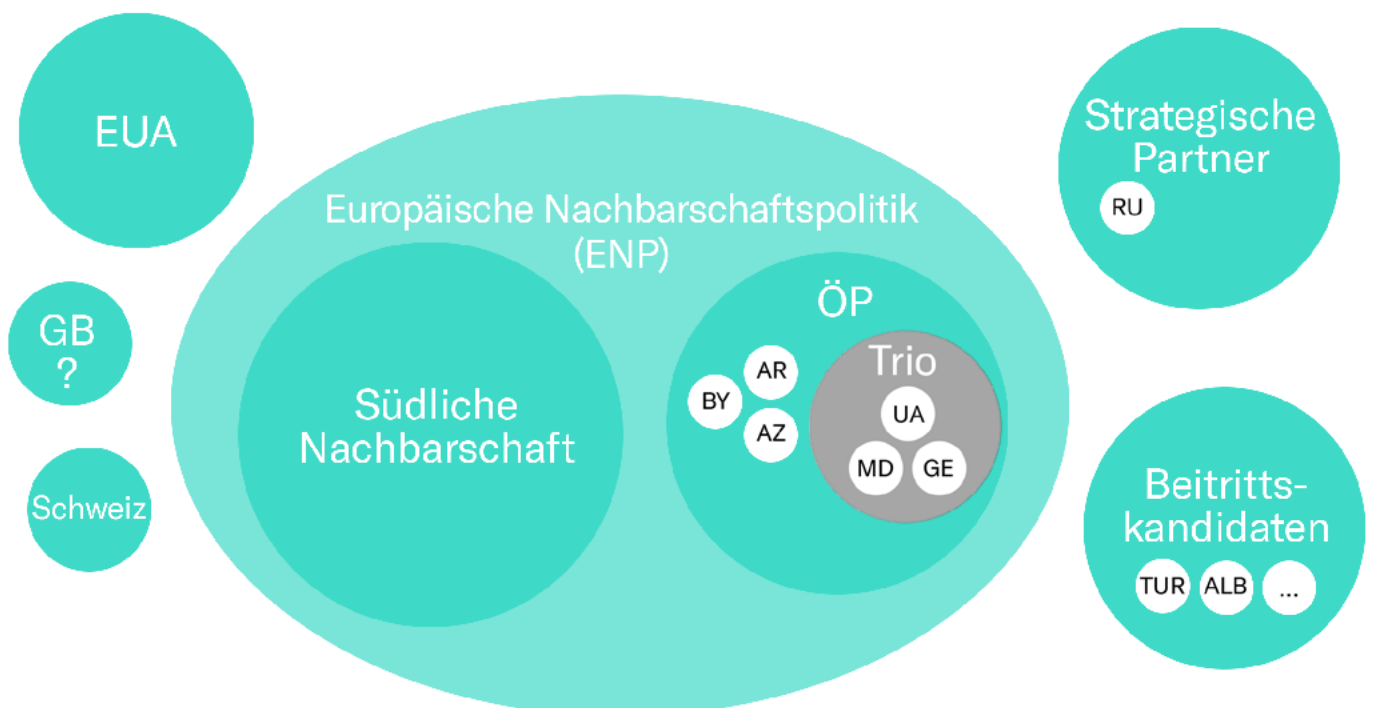 EUA
GB
?
Schweiz
Europäische Nachbarschaftspolitik
(ENP)
Südliche
Nachbarschaft
ÖP
BY
AR
AZ
Trio
UA
MD
GE
Strategische
Partner
RU
Beitritts-
kandidaten
TUR
ALB
...